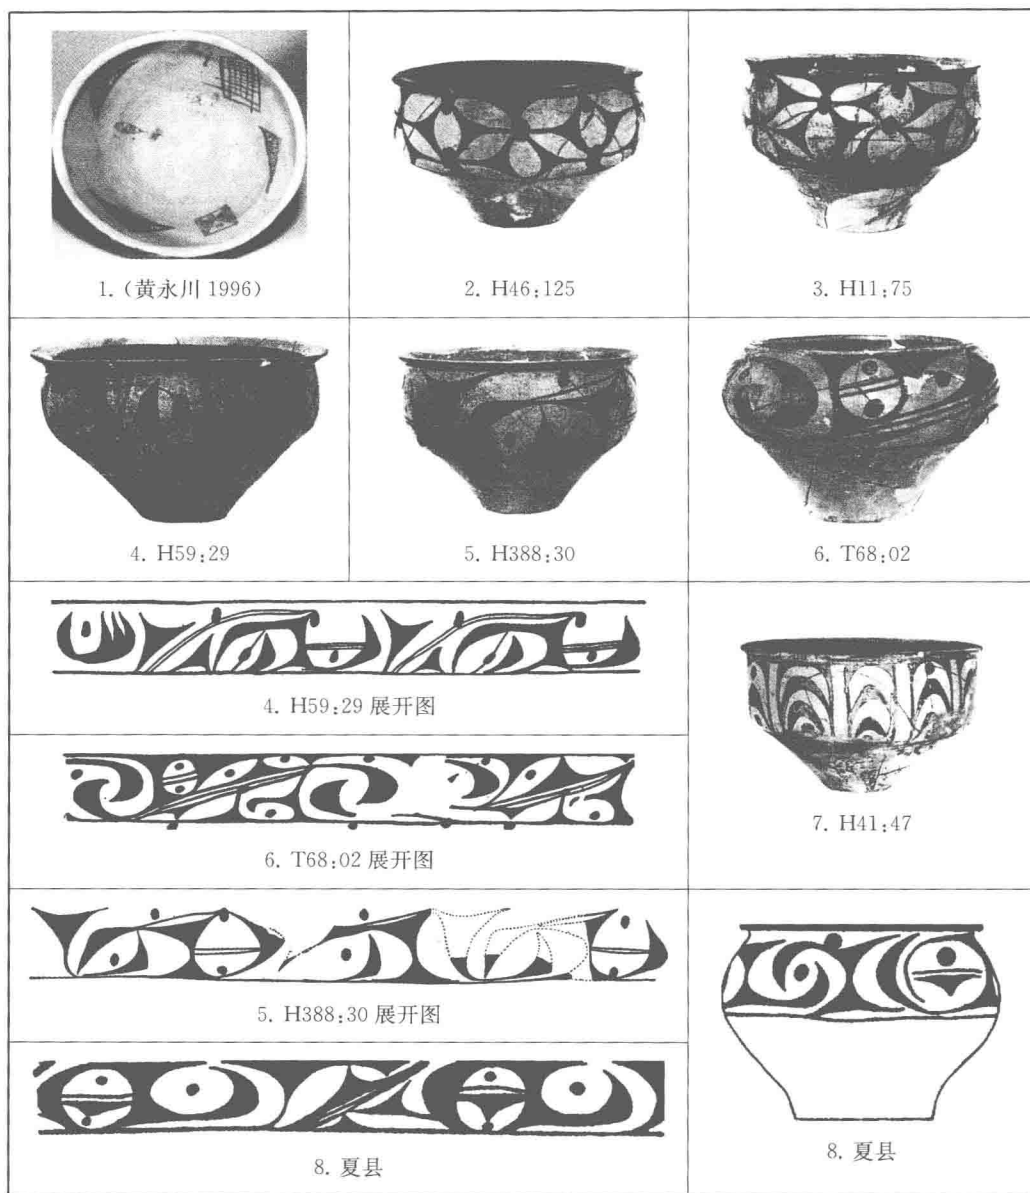 1. (黄永川 1996)
2. H46:125
3. H11:75
4. H59:29
5. H388:30
6. T68:02
4. H59:29 展开图
6. T68:02 展开图
7. H41:47
5. H388:30 展开图
8. 夏县
8. 夏县